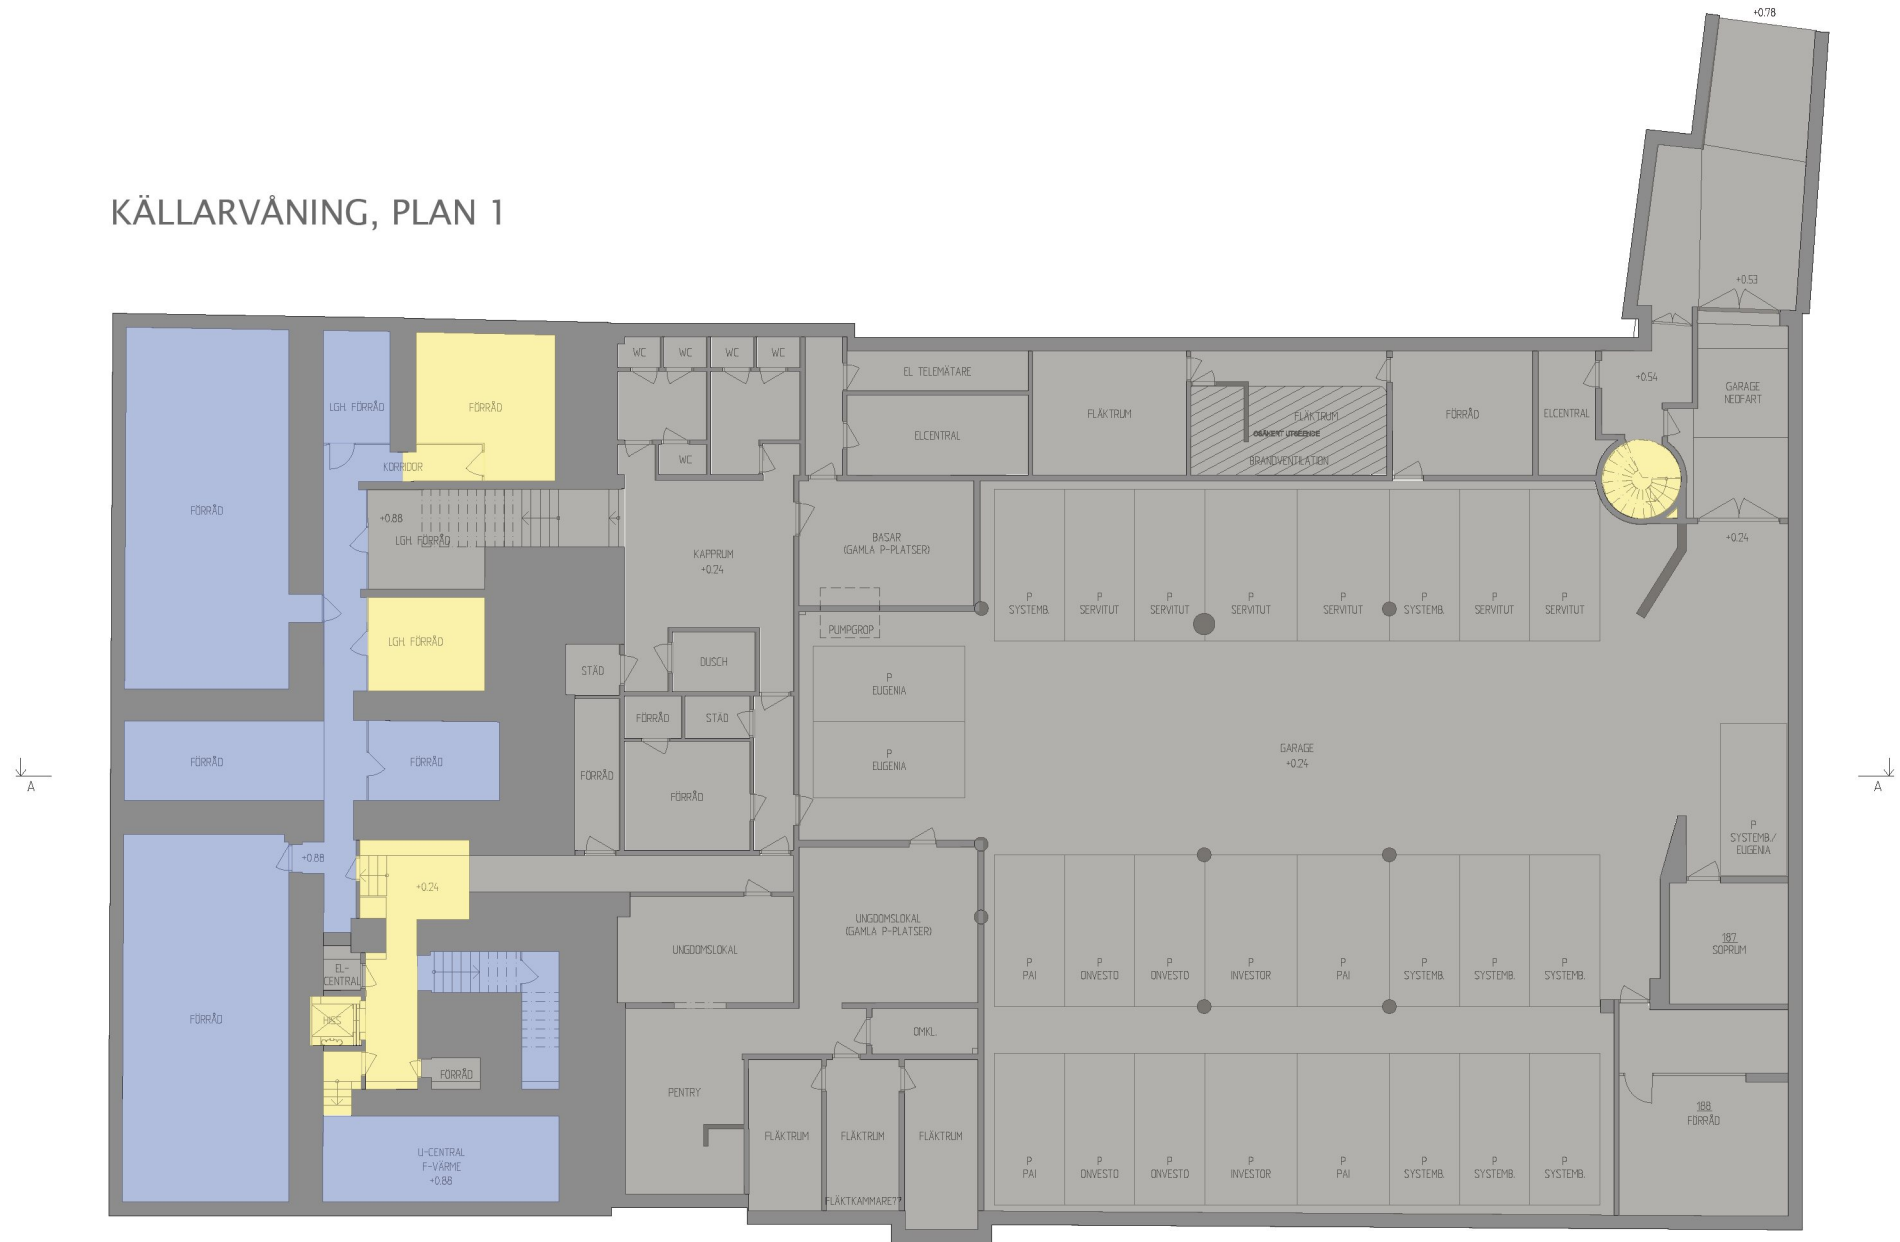 +0.78
KÄLLARVÅNING, PLAN 1
+0.53
WC
WC
WC
WC
EL TELEMÄTARE
+0.54
FÖRRÅD
LGH. FÖRRÅD
FLÄKTRUM
FLÄKTRUM
FÖRRÅD
ELCENTRAL
GARAGE
NEDFART
OSÄKERT UTSEENDE
ELCENTRAL
WC
BRANDVENTILATION
KORRIDOR
FÖRRÅD
+0.88
LGH. FÖRRÅD
KAPPRUM
+0.24
BASAR
(GAMLA P-PLATSER)
+0.24
P
SYSTEMB.
P
SERVITUT
P
SERVITUT
P
SERVITUT
P
SERVITUT
P
SYSTEMB.
P
SERVITUT
P
SERVITUT
PUMPGROP
LGH. FÖRRÅD
STÄD
DUSCH
P
EUGENIA
FÖRRÅD
STÄD
FÖRRÅD
FÖRRÅD
P
EUGENIA
GARAGE
+0.24
A
A
FÖRRÅD
FÖRRÅD
P
SYSTEMB./
EUGENIA
+0.88
+0.24
UNGDOMSLOKAL
(GAMLA P-PLATSER)
UNGDOMSLOKAL
187
SOPRUM
EL-
CENTRAL
P
PAI
P
ONVESTO
P
ONVESTO
P
INVESTOR
P
PAI
P
SYSTEMB.
P
SYSTEMB.
P
SYSTEMB.
FÖRRÅD
HISS
OMKL.
FÖRRÅD
PENTRY
188
FÖRRÅD
FLÄKTRUM
FLÄKTRUM
FLÄKTRUM
U-CENTRAL
F-VÄRME
+0.88
P
PAI
P
ONVESTO
P
ONVESTO
P
INVESTOR
P
PAI
P
SYSTEMB.
P
SYSTEMB.
P
SYSTEMB.
FLÄKTKAMMARE??